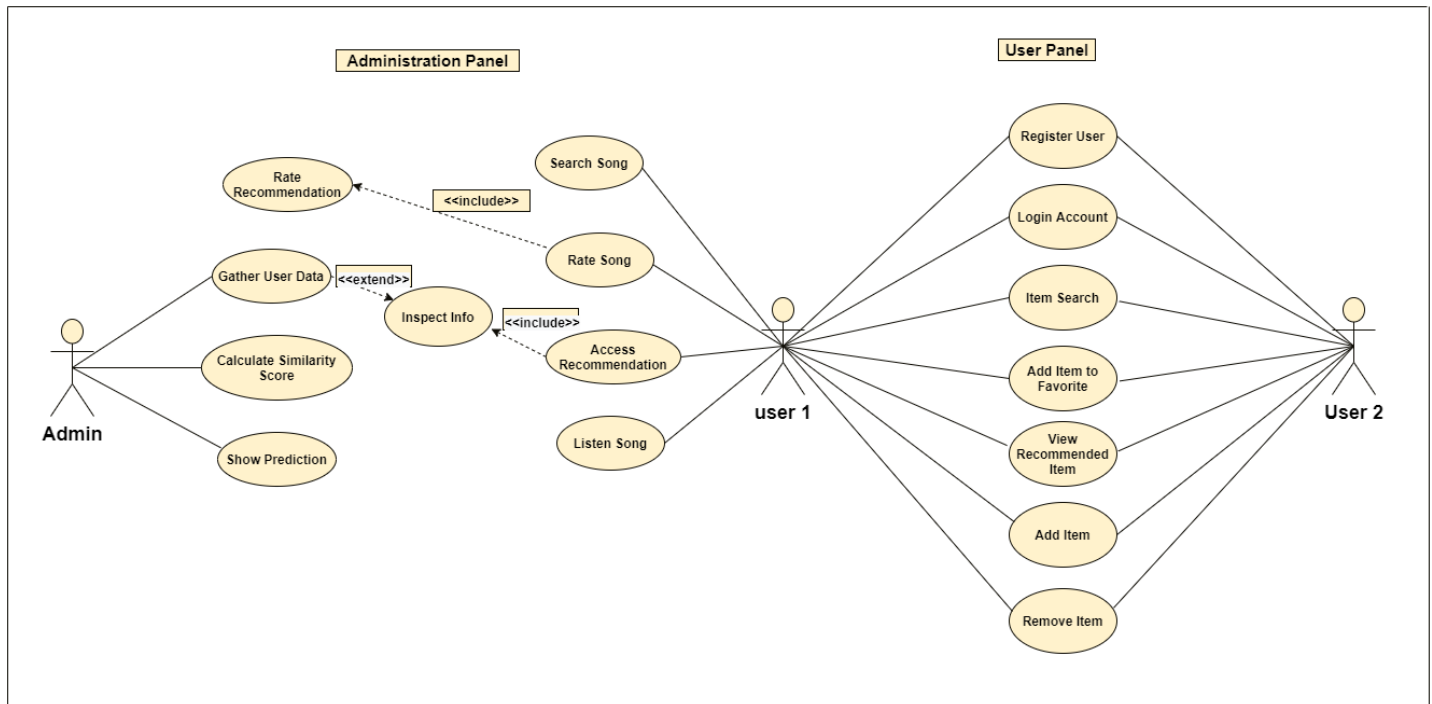 Administration Panel
User Panel
Search Song
Rate
Recommendation
<<include>>
Rate Song
Gather User Data
<<extend>>
Inspect Info
<<include>>
Access
Recommendation
Calculate Similarity
Score
Listen Song
Show Prediction
Admin
user 1
Register User
Login Account
Item Search
Add Item to
Favorite
View
Recommended
Item
Add Item
Remove Item
User 2